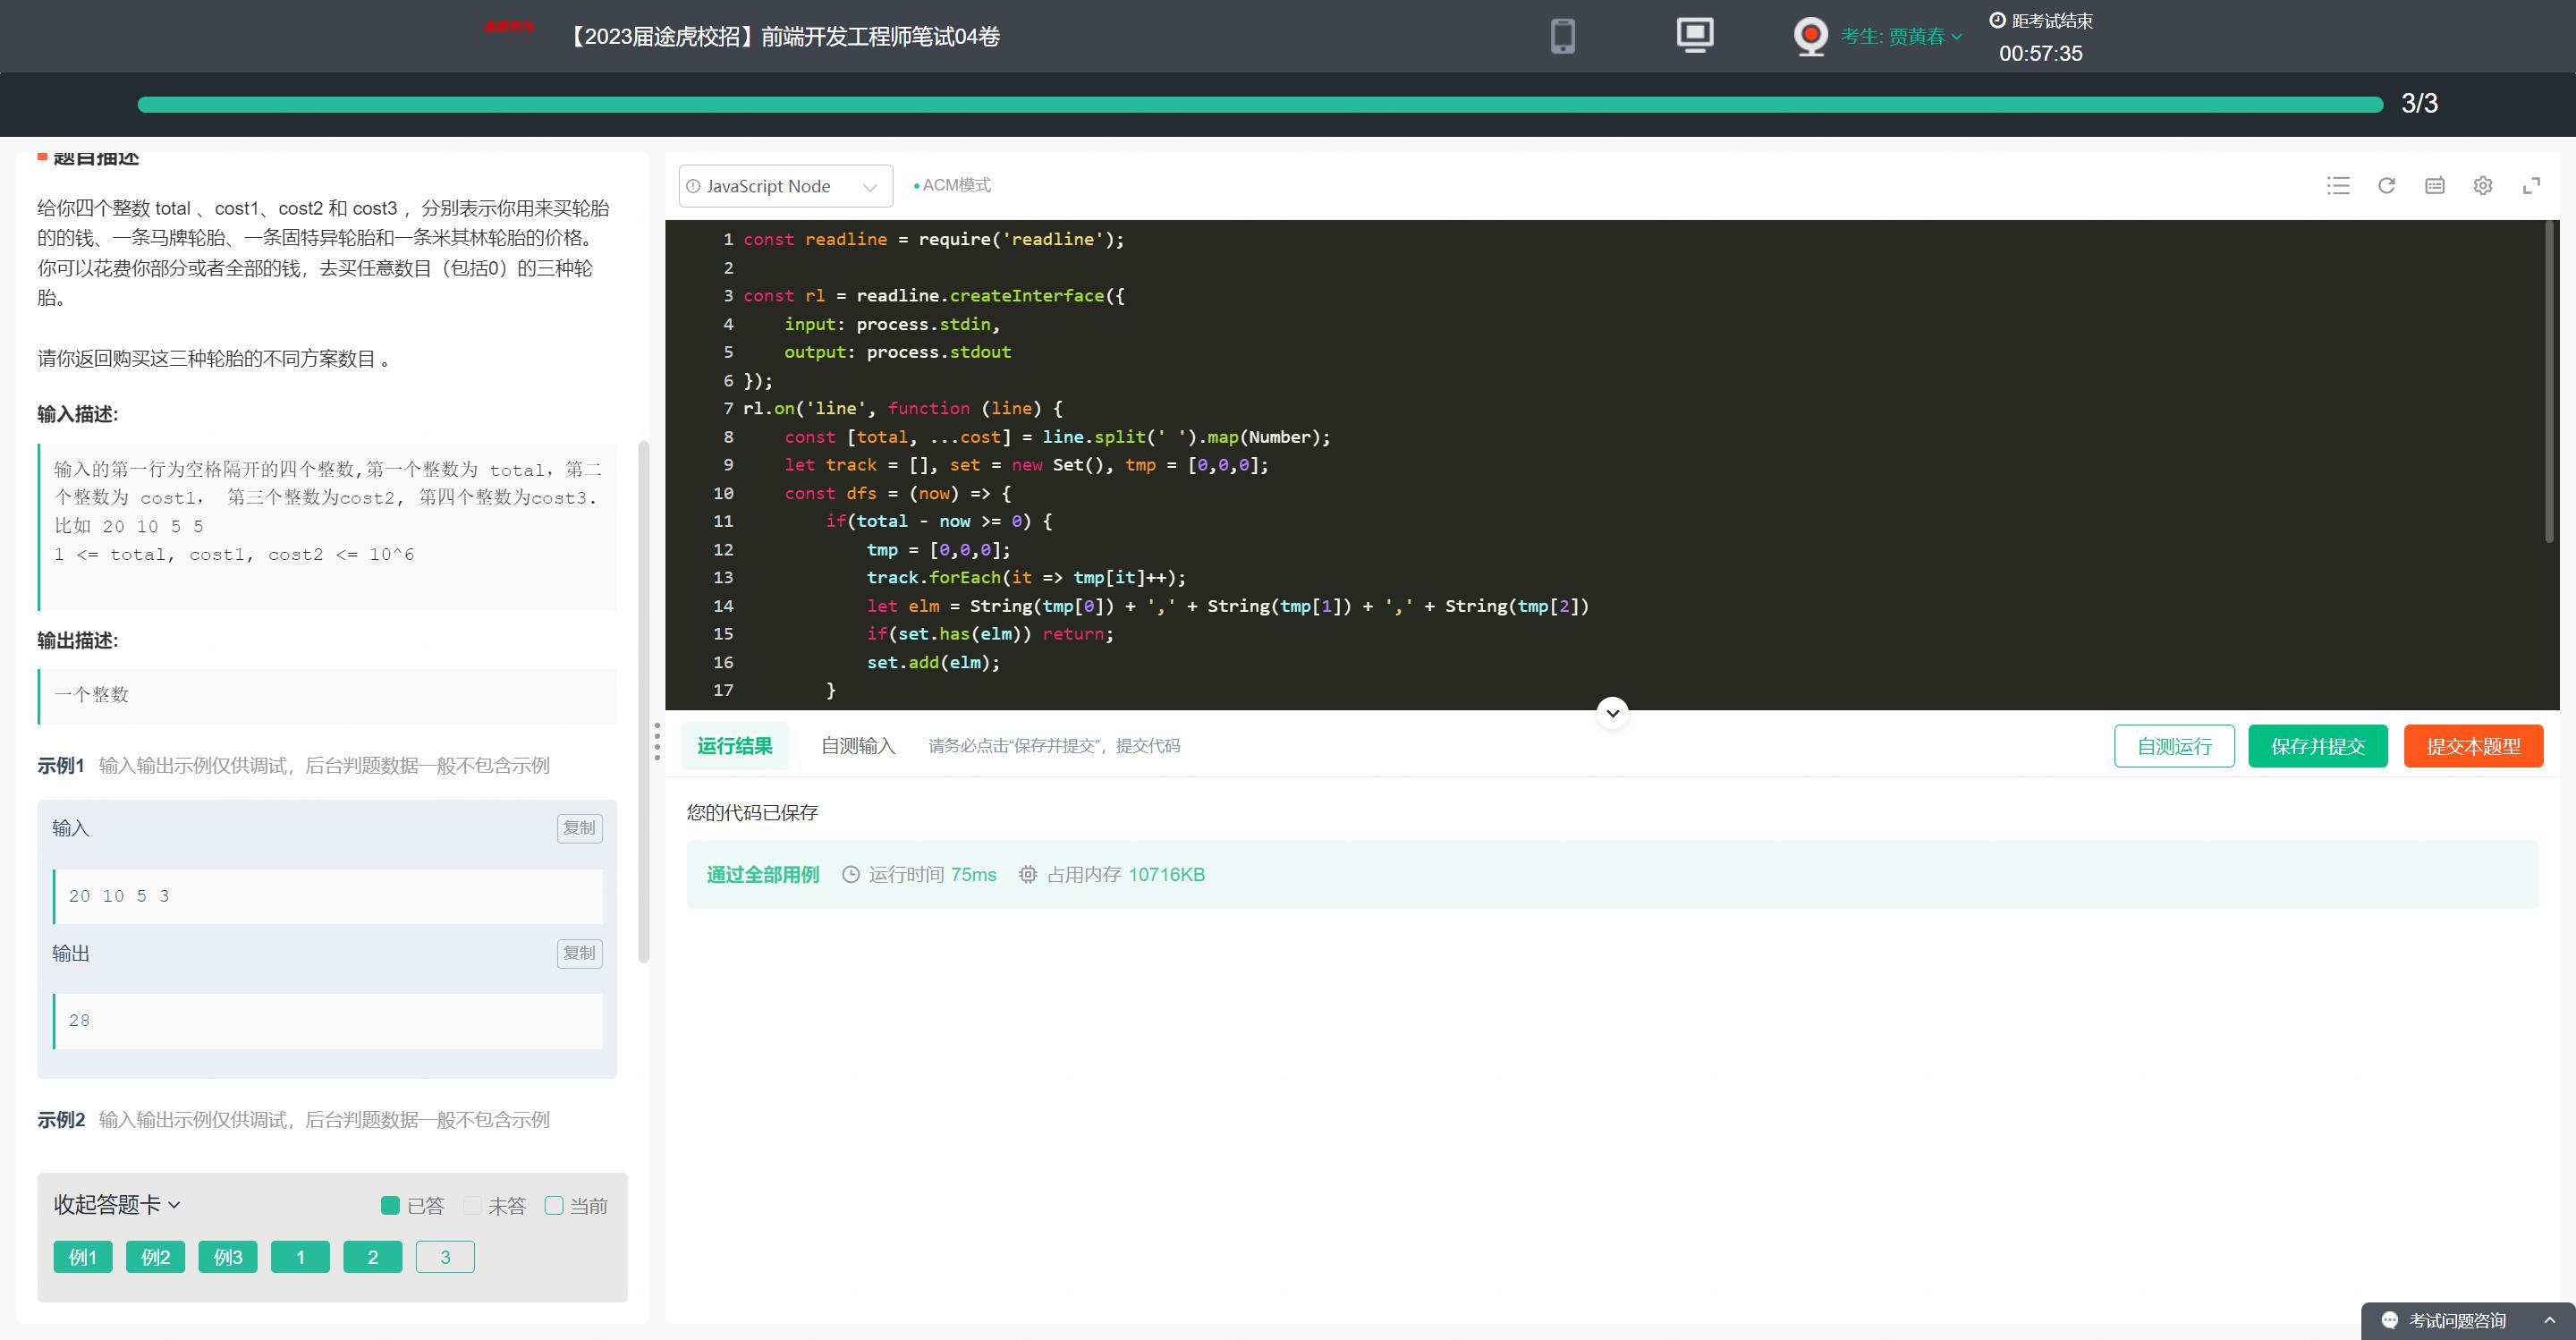 【2023届途虎校招】前端开发工程师笔试04卷
考生: 贾黄春
距考试结束
00:57:35
3/3
题目描述
给你四个整数 total 、cost1、cost2 和 cost3 ，分别表示你用来买轮胎
的的钱、一条马牌轮胎、一条固特异轮胎和一条米其林轮胎的价格。
你可以花费你部分或者全部的钱，去买任意数目（包括0）的三种轮
胎。
请你返回购买这三种轮胎的不同方案数目 。
输入描述:
输入的第一行为空格隔开的四个整数,第一个整数为 total，第二
个整数为 cost1， 第三个整数为cost2, 第四个整数为cost3.
比如 20 10 5 5
1 <= total, cost1, cost2 <= 10^6
输出描述:
一个整数
示例1 输入输出示例仅供调试，后台判题数据一般不包含示例
输入
复制
20 10 5 3
输出
复制
28
示例2 输入输出示例仅供调试，后台判题数据一般不包含示例
收起答题卡
已答 未答 当前
例1 例2 例3 1 2 3
JavaScript Node
ACM模式
1 const readline = require('readline');
2
3 const rl = readline.createInterface({
4     input: process.stdin,
5     output: process.stdout
6 });
7 rl.on('line', function (line) {
8     const [total, ...cost] = line.split(' ').map(Number);
9     let track = [], set = new Set(), tmp = [0,0,0];
10     const dfs = (now) => {
11         if(total - now >= 0) {
12             tmp = [0,0,0];
13             track.forEach(it => tmp[it]++);
14             let elm = String(tmp[0]) + ',' + String(tmp[1]) + ',' + String(tmp[2])
15             if(set.has(elm)) return;
16             set.add(elm);
17         }
运行结果 自测输入 请务必点击“保存并提交”，提交代码
自测运行 保存并提交 提交本题型
您的代码已保存
通过全部用例 运行时间 75ms 占用内存 10716KB
考试问题咨询